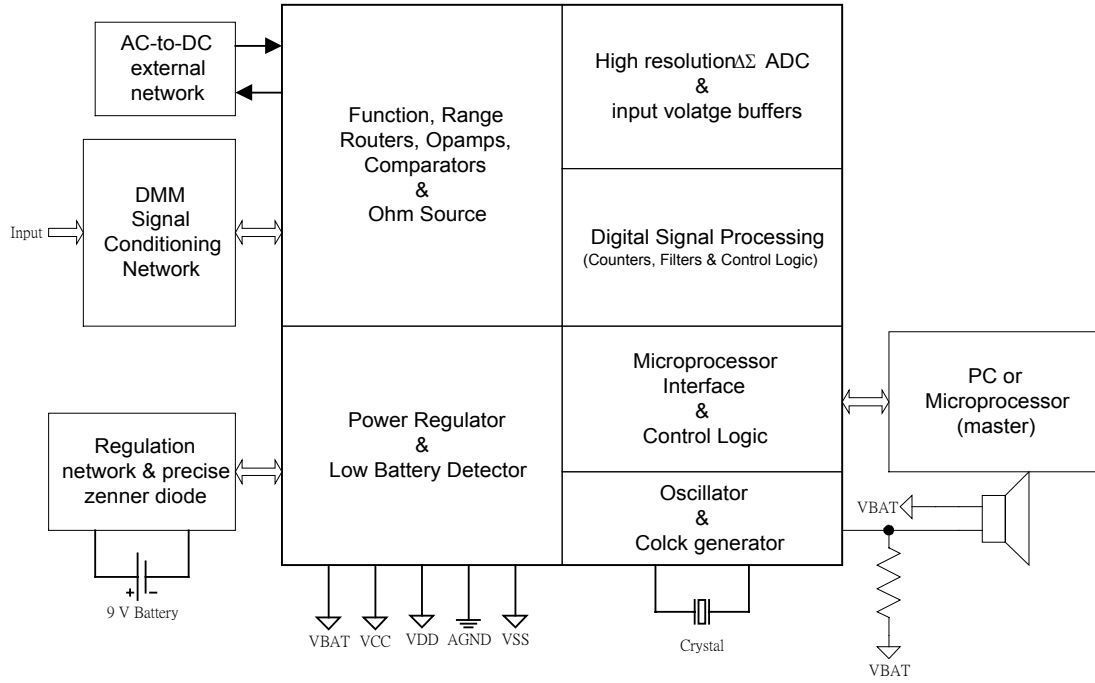 AC-to-DC
external
network
Function, Range
Routers, Opamps,
Comparators
&
Ohm Source
High resolutionΔΣ ADC
&
input volatge buffers
Input
DMM
Signal
Conditioning
Network
Digital Signal Processing
(Counters, Filters & Control Logic)
Regulation
network & precise
zenner diode
Power Regulator
&
Low Battery Detector
Microprocessor
Interface
&
Control Logic
PC or
Microprocessor
(master)
Oscillator
&
Colck generator
VBAT
+ −
9 V Battery
VBAT
VCC
VDD
AGND
VSS
Crystal
VBAT